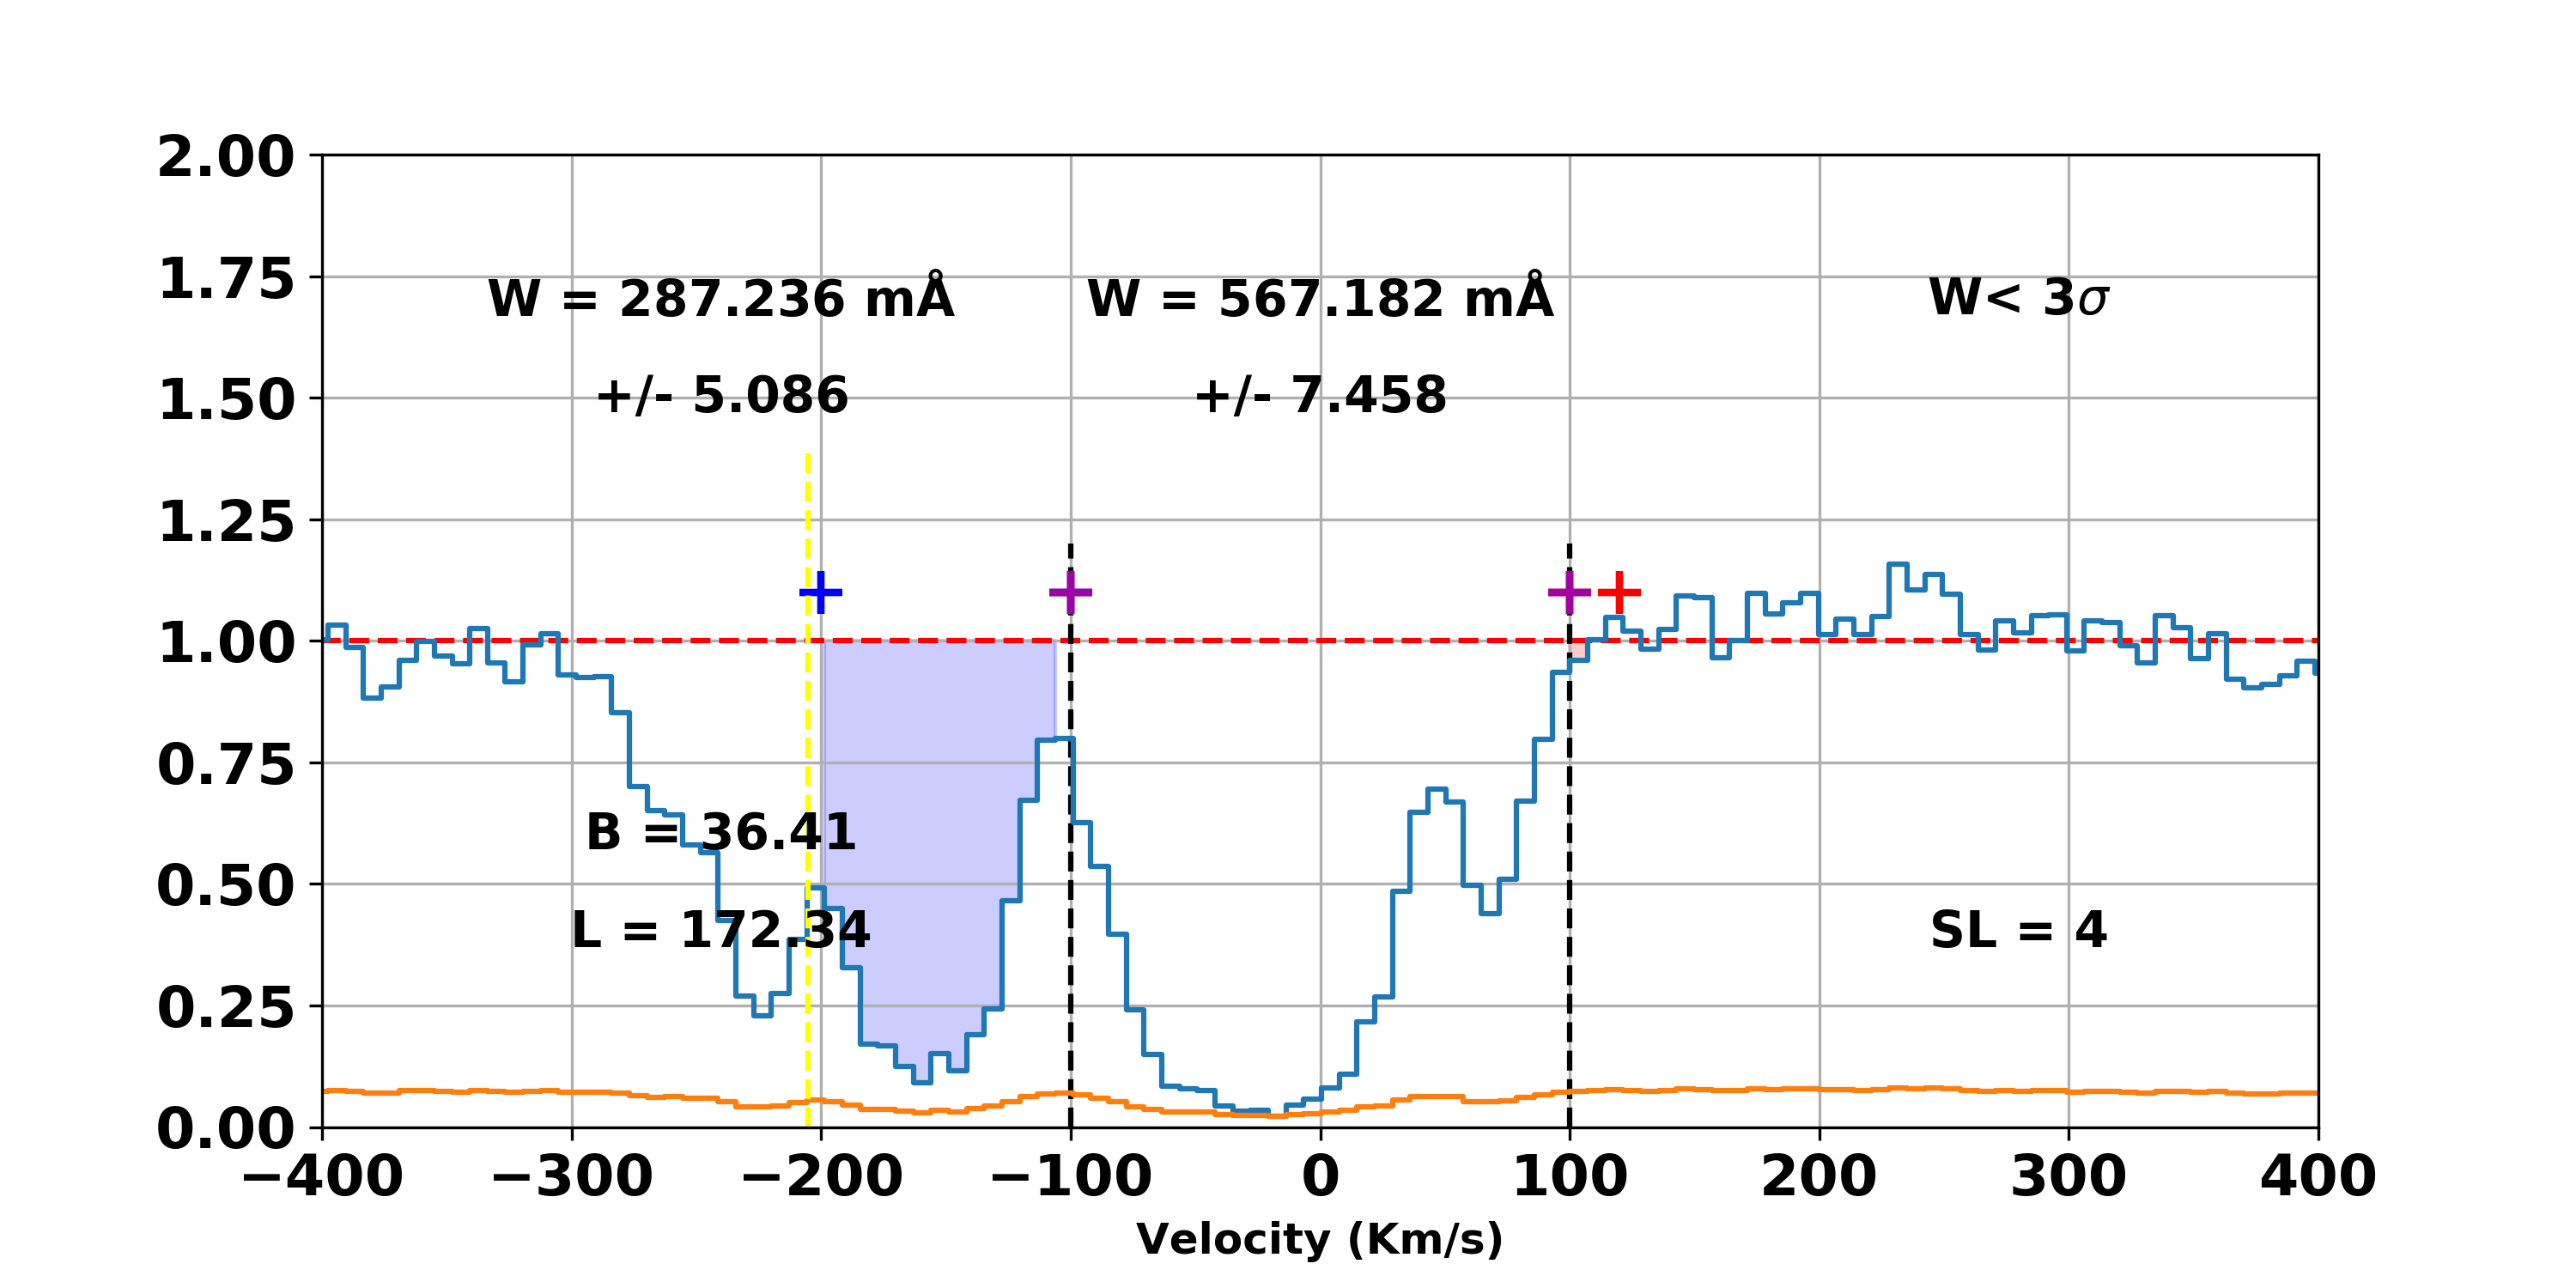 2.00
1.75
W = 287.236 mÅ
W = 567.182 mÅ
W< 3σ
1.50
+/- 5.086
+/- 7.458
1.25
1.00
0.75
B = 36.41
0.50
L = 172.34
SL = 4
0.25
0.00
−400 −300 −200 −100 0 100 200 300 400
Velocity (Km/s)